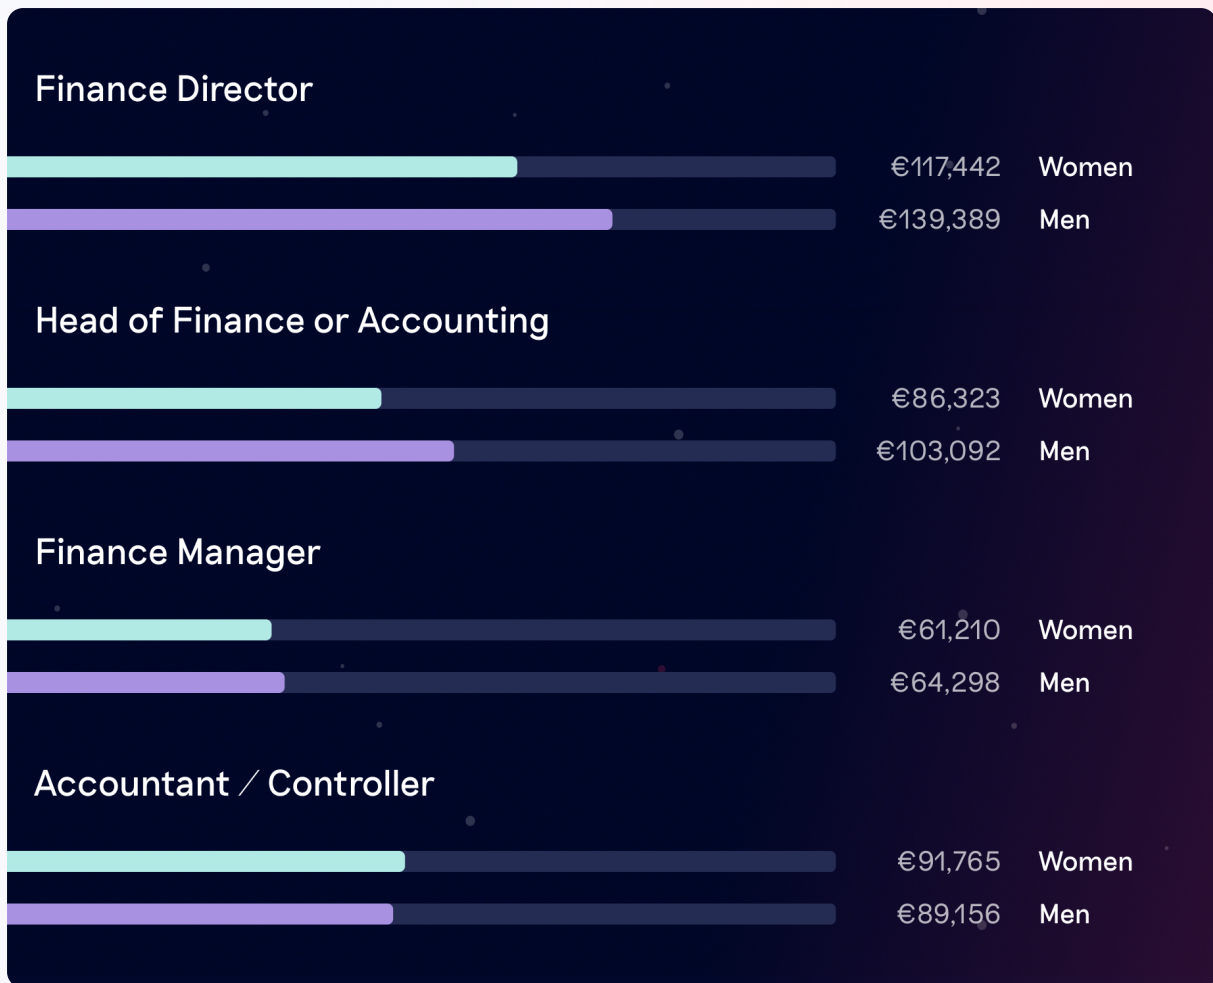 Finance Director
€117,442 Women
€139,389 Men
Head of Finance or Accounting
€86,323 Women
€103,092 Men
Finance Manager
€61,210 Women
€64,298 Men
Accountant / Controller
€91,765 Women
€89,156 Men